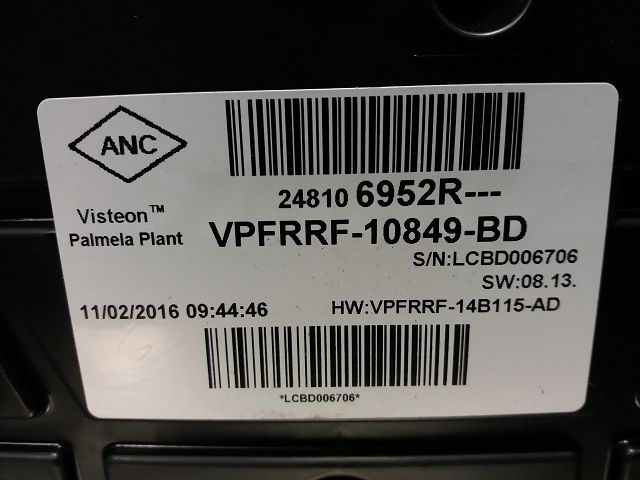 ANC
24810 6952R---
Visteon™
Palmela Plant
VPFRRF-10849-BD
S/N:LCBD006706
SW:08.13.
11/02/2016 09:44:46
HW:VPFRRF-14B115-AD
*LCBD006706*